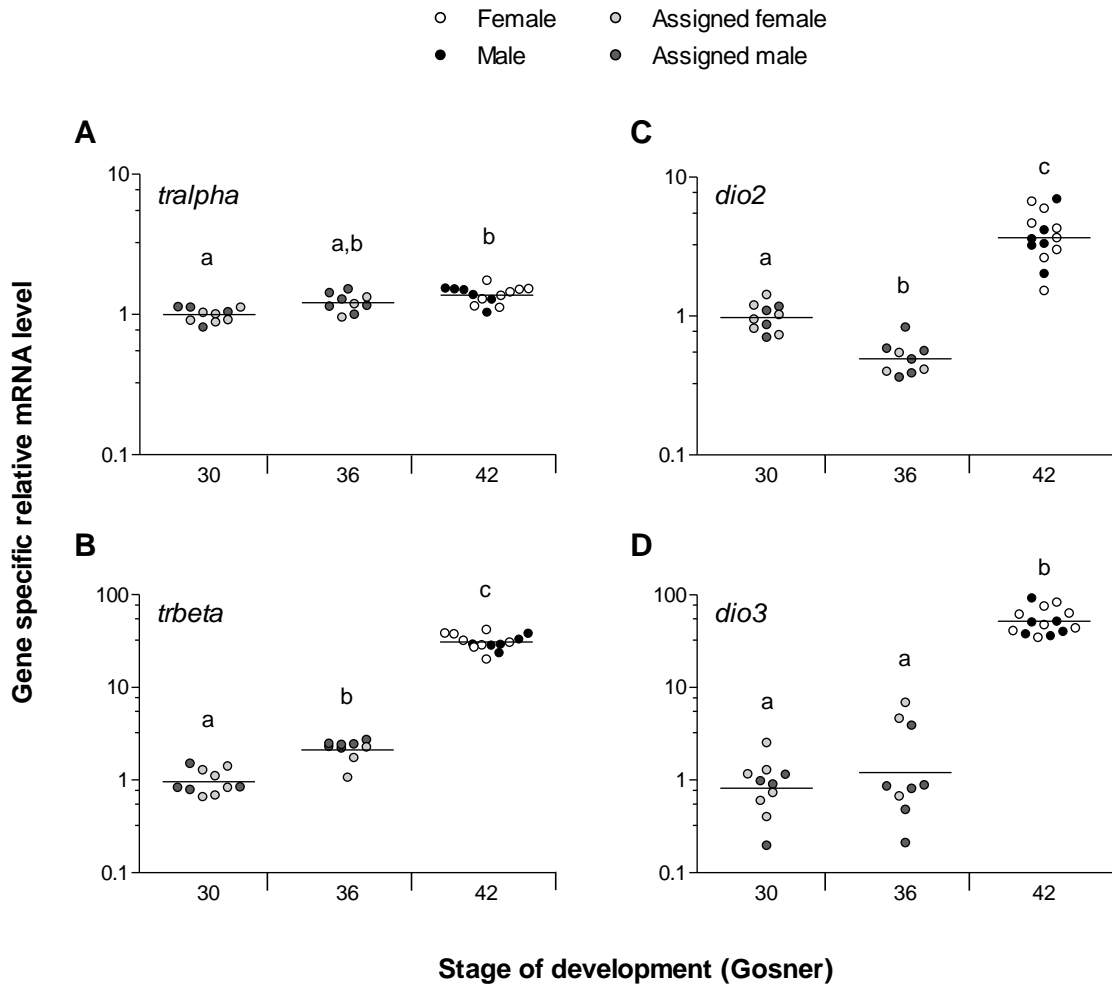 Female
Assigned female
Male
Assigned male
A
10
tralpha
a
a,b
b
1
0.1
30
36
42
C
10
dio2
a
b
c
1
0.1
30
36
42
B
100
trbeta
a
b
c
10
1
0.1
30
36
42
D
100
dio3
a
a
b
10
1
0.1
30
36
42
Gene specific relative mRNA level
Stage of development (Gosner)